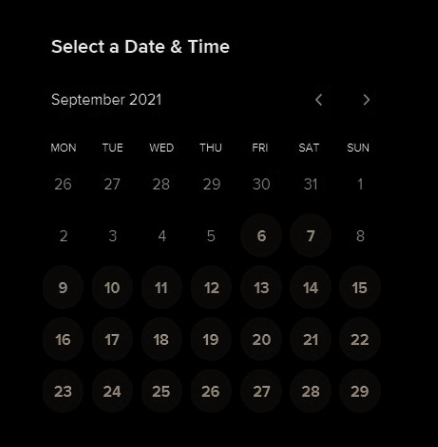 Select a Date & Time
September 2021
MON TUE WED THU FRI SAT SUN
26 27 28 29 30 31 1
2 3 4 5 6 7 8
9 10 11 12 13 14 15
16 17 18 19 20 21 22
23 24 25 26 27 28 29